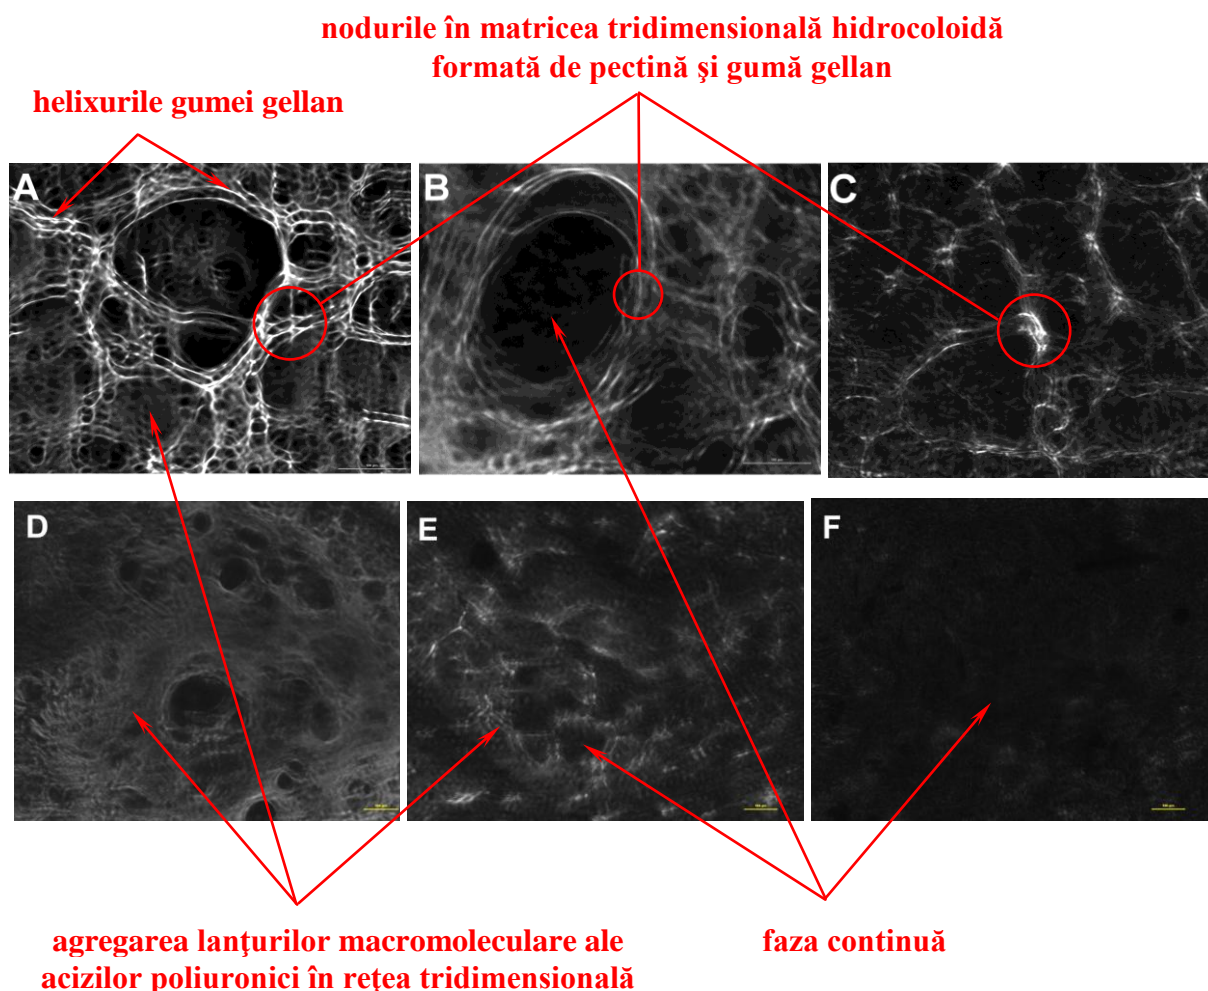 nodurile în matricea tridimensională hidrocoloidă
formată de pectină şi gumă gellan
helixurile gumei gellan
A
B
C
D
E
F
agregarea lanţurilor macromoleculare ale
acizilor poliuronici în reţea tridimensională
faza continuă